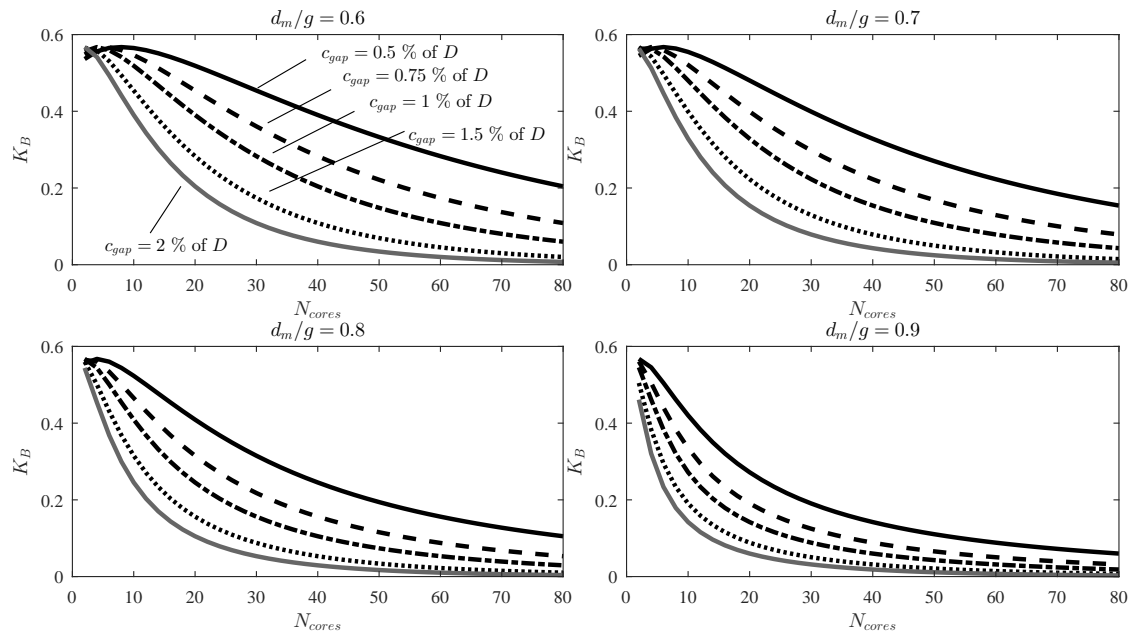 d_m/g = 0.6
0.6
0.4
0.2
0
K_B
c_gap = 0.5 % of D
c_gap = 0.75 % of D
c_gap = 1 % of D
c_gap = 1.5 % of D
c_gap = 2 % of D
0 10 20 30 40 50 60 70 80
N_cores
d_m/g = 0.7
0.6
0.4
0.2
0
K_B
0 10 20 30 40 50 60 70 80
N_cores
d_m/g = 0.8
0.6
0.4
0.2
0
K_B
0 10 20 30 40 50 60 70 80
N_cores
d_m/g = 0.9
0.6
0.4
0.2
0
K_B
0 10 20 30 40 50 60 70 80
N_cores